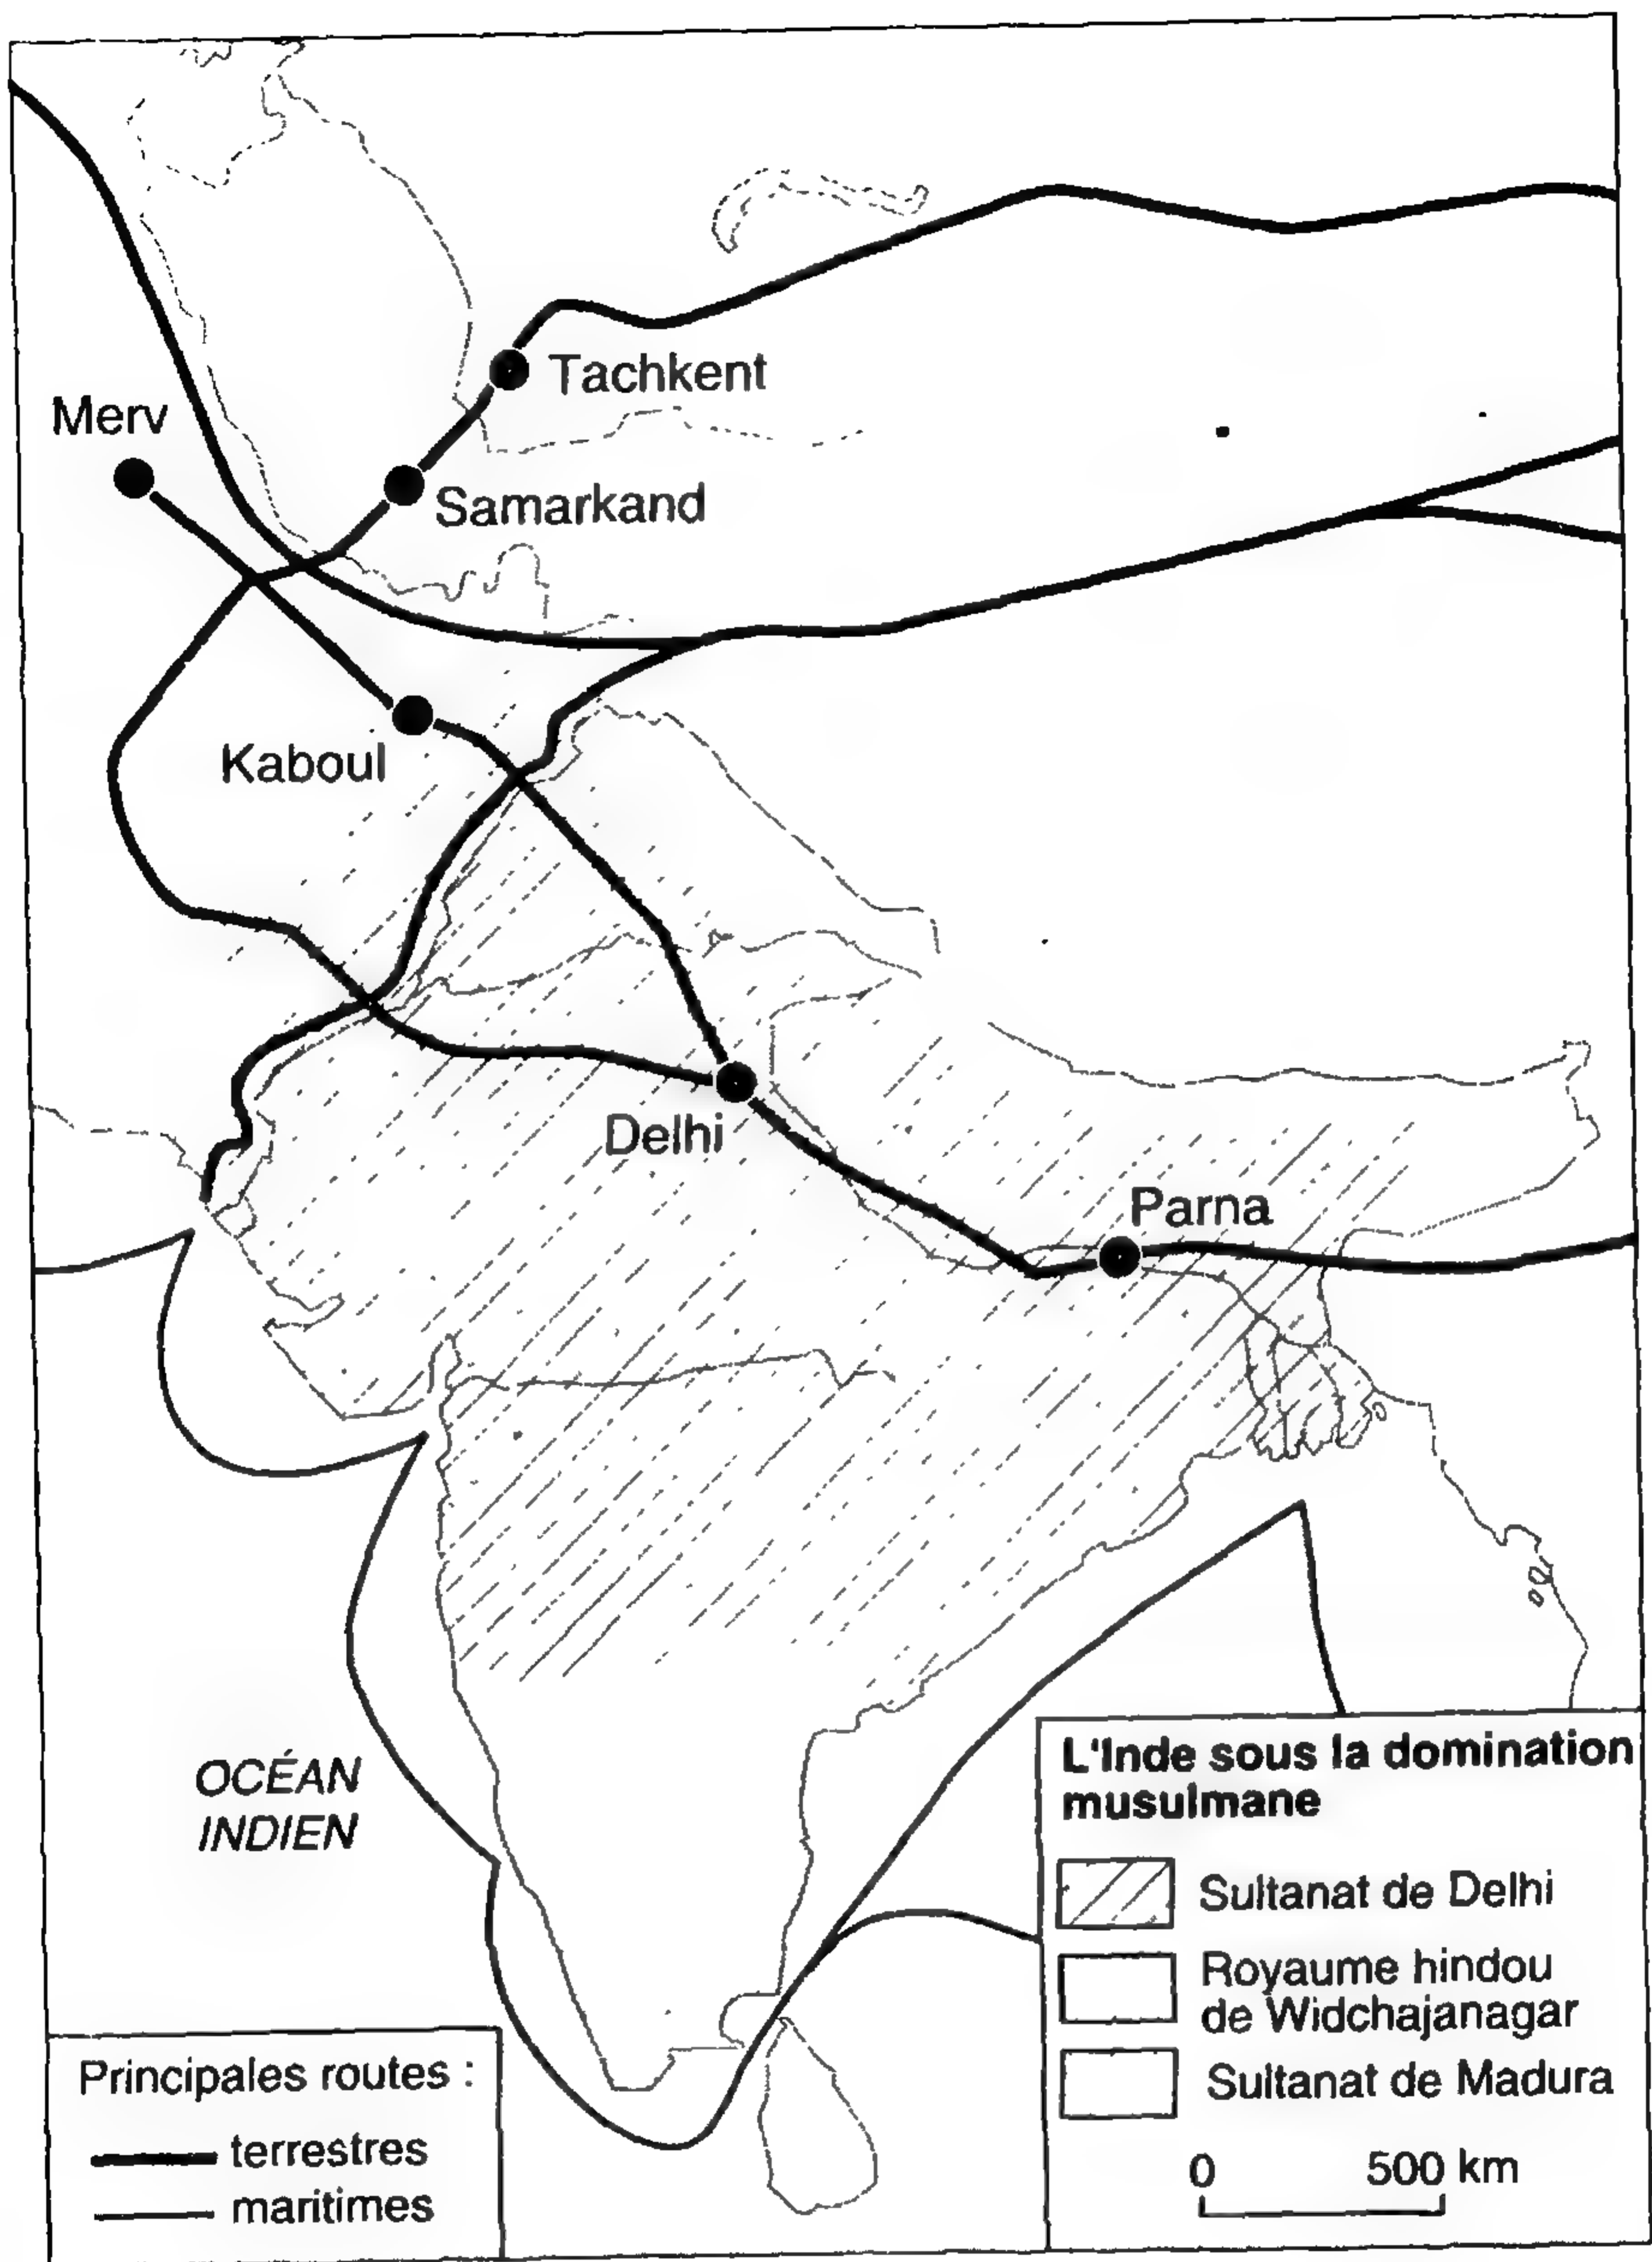 Tachkent
Merv
Samarkand
Kaboul
Delhi
Parna
OCÉAN
INDIEN
L'Inde sous la domination
musulmane
Sultanat de Delhi
Royaume hindou
de Widchajanagar
Sultanat de Madura
0 500 km
Principales routes :
terrestres
maritimes